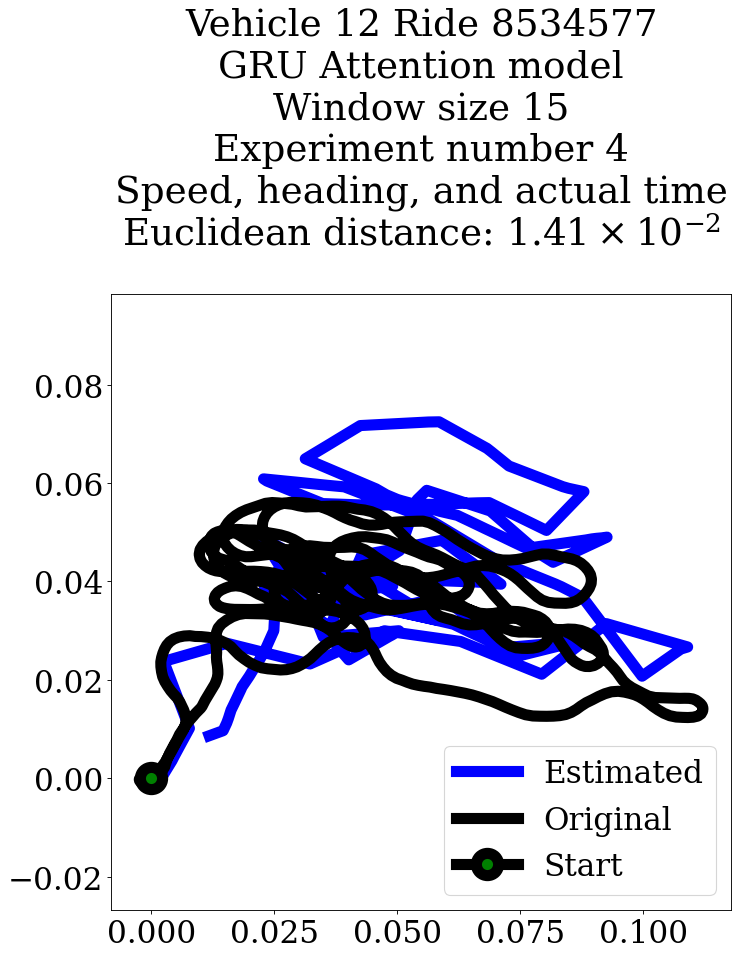 Vehicle 12 Ride 8534577
GRU Attention model
Window size 15
Experiment number 4
Speed, heading, and actual time
Euclidean distance: 1.41 × 10⁻²
0.08
0.06
0.04
0.02
0.00
−0.02
Estimated
Original
Start
0.000 0.025 0.050 0.075 0.100